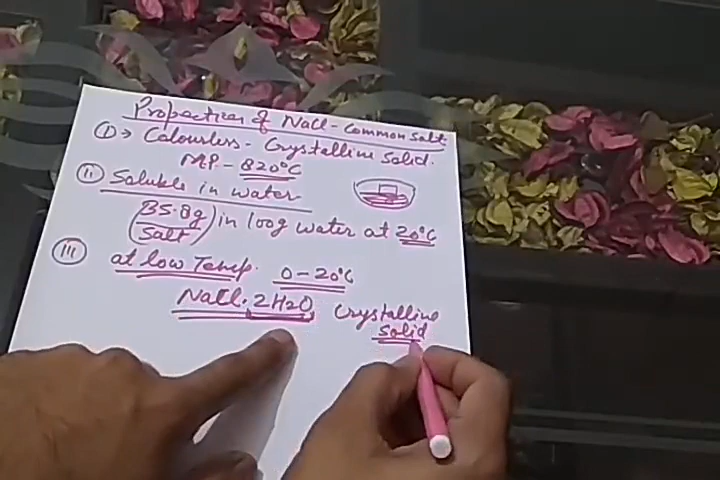 Properties of NaCl - Common Salt
(I) → Colourless - Crystalline Solid.
MP - 820°C
(II) Soluble in water
(35.8g Salt) in 100g water at 20°C
(III) at low Temp. 0 - 20°C
NaCl. 2H2O Crystalline
Solid